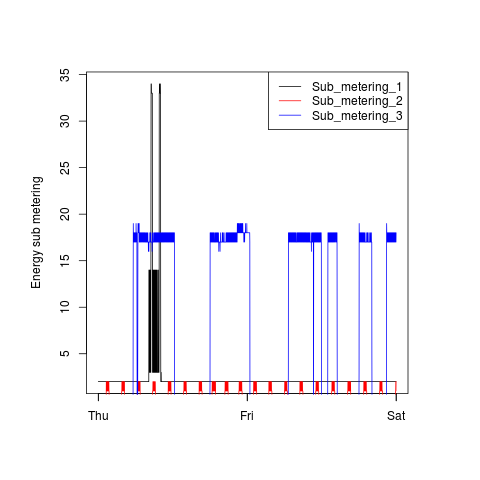 Sub_metering_1
Sub_metering_2
Sub_metering_3
Energy sub metering
35
30
25
20
15
10
5
Thu Fri Sat